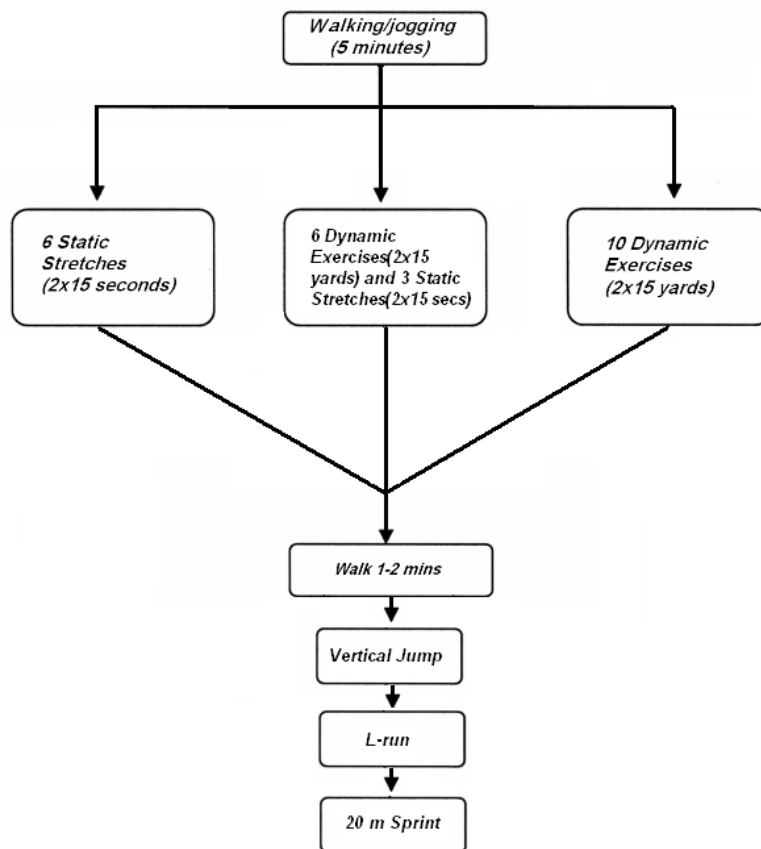 Walking/jogging
(5 minutes)
6 Static
Stretches
(2x15 seconds)
6 Dynamic
Exercises(2x15
yards) and 3 Static
Stretches(2x15 secs)
10 Dynamic
Exercises
(2x15 yards)
Walk 1-2 mins
Vertical Jump
L-run
20 m Sprint